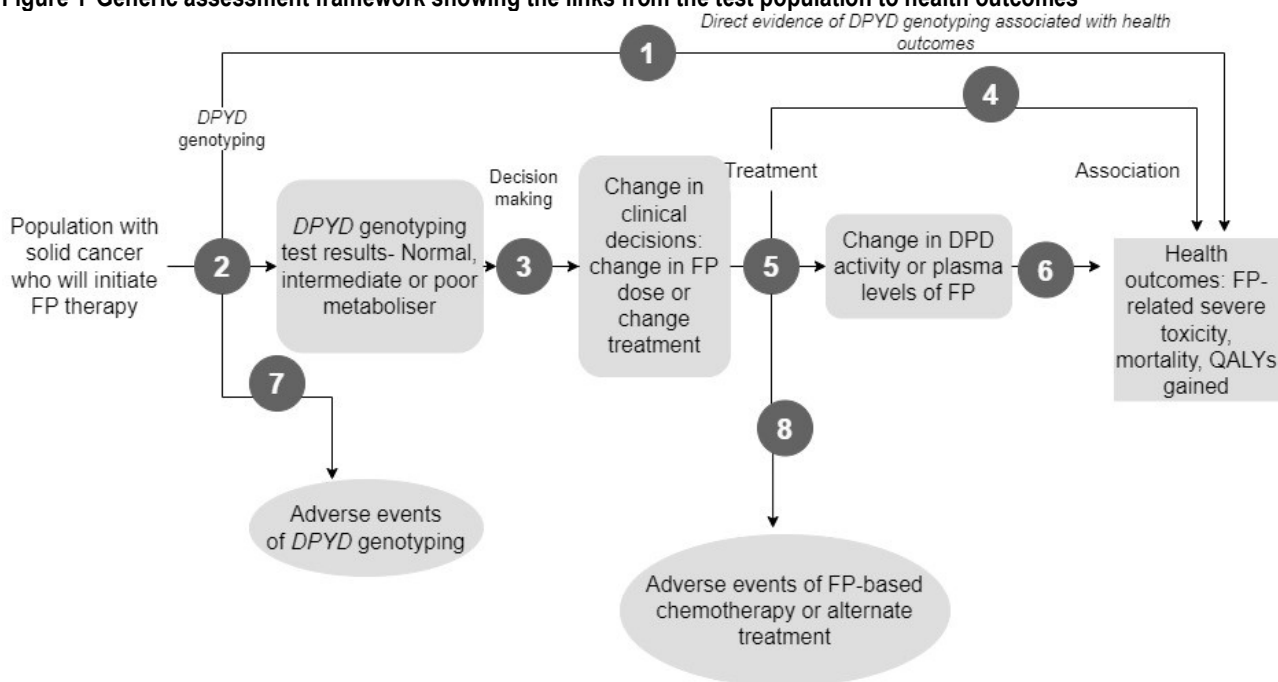 Figure 1 Generic assessment framework showing the links from the test population to health outcomes
Direct evidence of DPYD genotyping associated with health
outcomes
1
4
DPYD
genotyping
Treatment
Association
Decision
making
Population with
solid cancer
who will initiate
FP therapy
2
DPYD genotyping
test results- Normal,
intermediate or poor
metaboliser
3
Change in
clinical
decisions:
change in FP
dose or
change
treatment
5
Change in DPD
activity or plasma
levels of FP
6
Health
outcomes: FP-
related severe
toxicity,
mortality, QALYs
gained
7
8
Adverse events
of DPYD genotyping
Adverse events of FP-based
chemotherapy or alternate
treatment